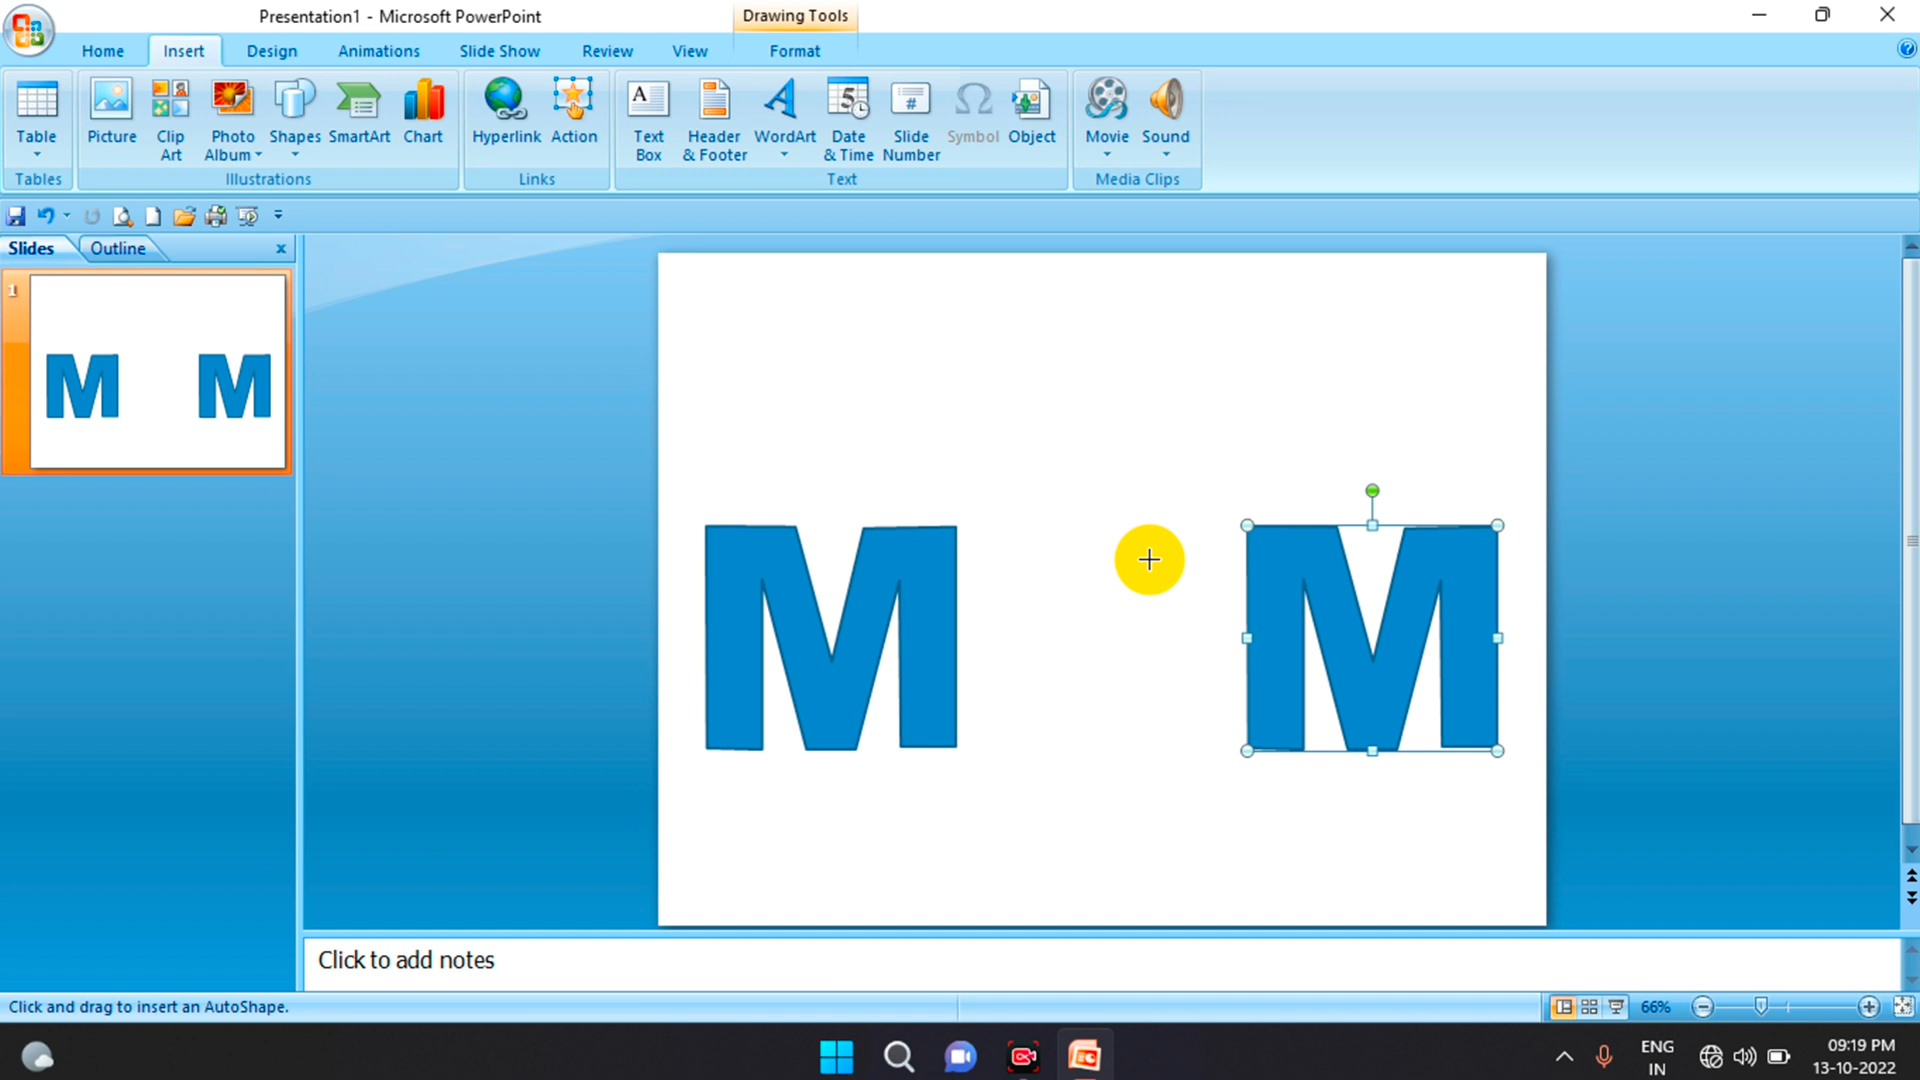 Presentation1 - Microsoft PowerPoint
Drawing Tools
Home Insert Design Animations Slide Show Review View Format
Table
Picture
Clip Art
Photo Album
Shapes
SmartArt
Chart
Hyperlink
Action
Text Box
Header & Footer
WordArt
Date & Time
Slide Number
Symbol
Object
Movie
Sound
Tables Illustrations Links Text Media Clips
Slides Outline
1
M M
M M
Click to add notes
Click and drag to insert an AutoShape.
66%
ENG
IN
09:19 PM
13-10-2022